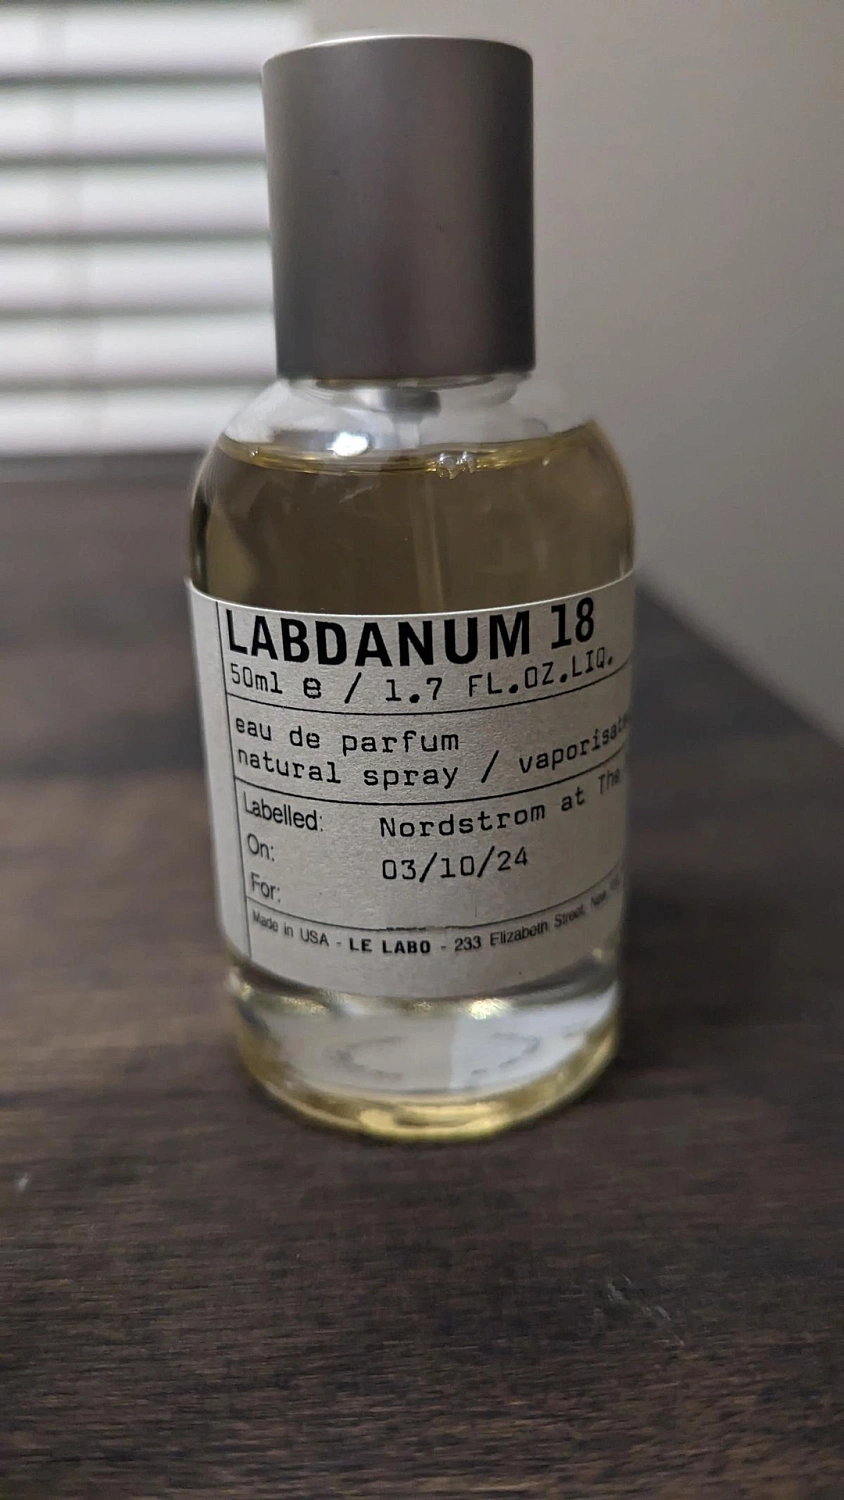 LABDANUM 18
50ml e / 1.7 FL.OZ.LIQ.
eau de parfum
natural spray / vaporisate
Labelled: Nordstrom at The
On: 03/10/24
For:
Made in USA - LE LABO - 233 Elizabeth Street, New